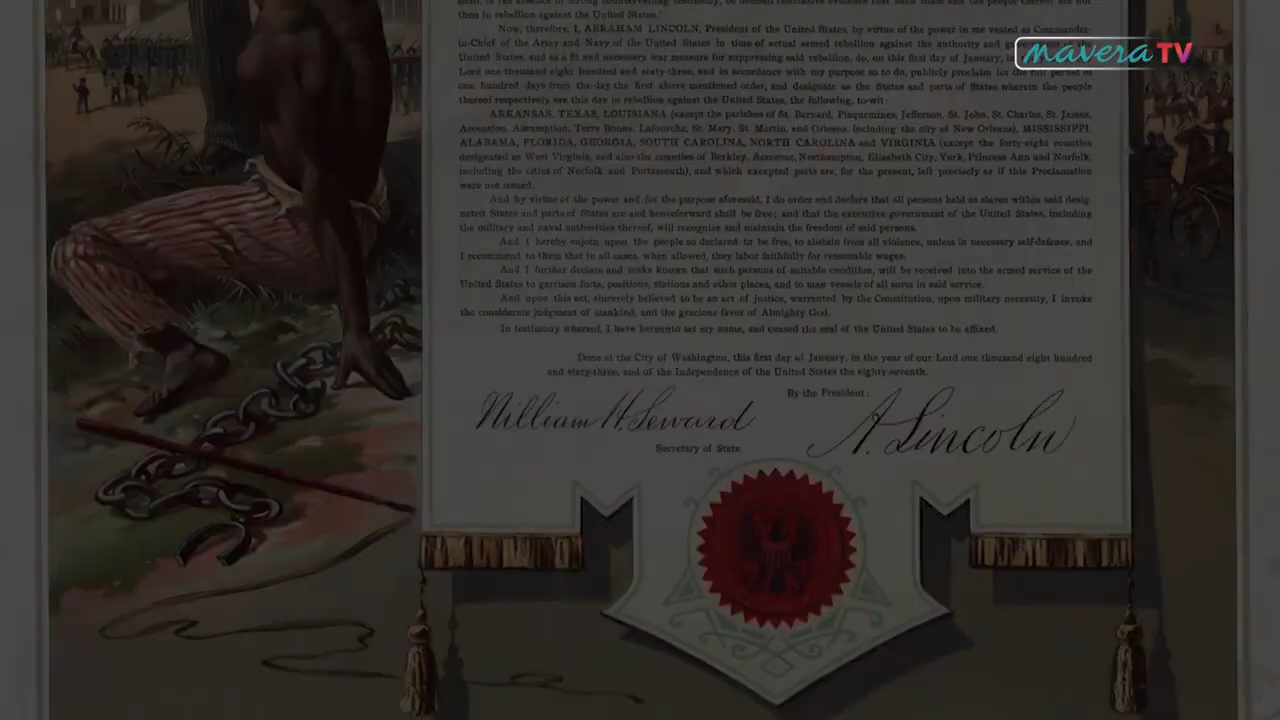 then in rebellion against the United States."
Now, therefore, I, ABRAHAM LINCOLN, President of the United States, by virtue of the power in me vested as Commander-
in-Chief of the Army and Navy of the United States in time of actual armed rebellion against the authority and
United States, and as a fit and necessary war measure for suppressing said rebellion, do, on this first day of January,
Lord one thousand eight hundred and sixty-three, and in accordance with my purpose so to do, publicly proclaim for the full period of
one hundred days from the day the first above mentioned order, and designate as the States and parts of States wherein the people
thereof respectively are this day in rebellion against the United States, the following, to-wit:
mavera TV
ARKANSAS, TEXAS, LOUISIANA (except the parishes of St. Bernard, Plaquemines, Jefferson, St. John, St. Charles, St. James,
Ascension, Assumption, Terre Boune, Lafourche, St. Mary, St. Martin, and Orleans, including the city of New Orleans), MISSISSIPPI,
ALABAMA, FLORIDA, GEORGIA, SOUTH CAROLINA, NORTH CAROLINA and VIRGINIA (except the forty-eight counties
designated as West Virginia, and also the counties of Berkley, Northampton, Elizabeth City, York, Princess Ann and Norfolk,
including the cities of Norfolk and Portsmouth), and which excepted parts are, for the present, left precisely as if this Proclamation
were not issued.
And by virtue of the power and for the purpose aforesaid, I do order and declare that all persons held as slaves within said desig-
nated States and parts of States are and henceforward shall be free; and that the executive government of the United States, including
the military and naval authorities thereof, will recognise and maintain the freedom of said persons.
And I hereby enjoin upon the people so declared to be free, to abstain from all violence, unless in necessary self-defence, and
I recommend to them that in all cases, when allowed, they labor faithfully for reasonable wages.
And I further declare and make known that such persons of suitable condition, will be received into the armed service of the
United States to garrison forts, positions, stations and other places, and to man vessels of all sorts in said service.
And upon this act, sincerely believed to be an act of justice, warranted by the Constitution, upon military necessity, I invoke
the considerate judgment of mankind, and the gracious favor of Almighty God.
In testimony whereof, I have hereunto set my name, and caused the seal of the United States to be affixed.
Done at the City of Washington, this first day of January, in the year of our Lord one thousand eight hundred
and sixty-three, and of the Independence of the United States the eighty-seventh.
By the President:
William H. Seward
A. Lincoln
Secretary of State.